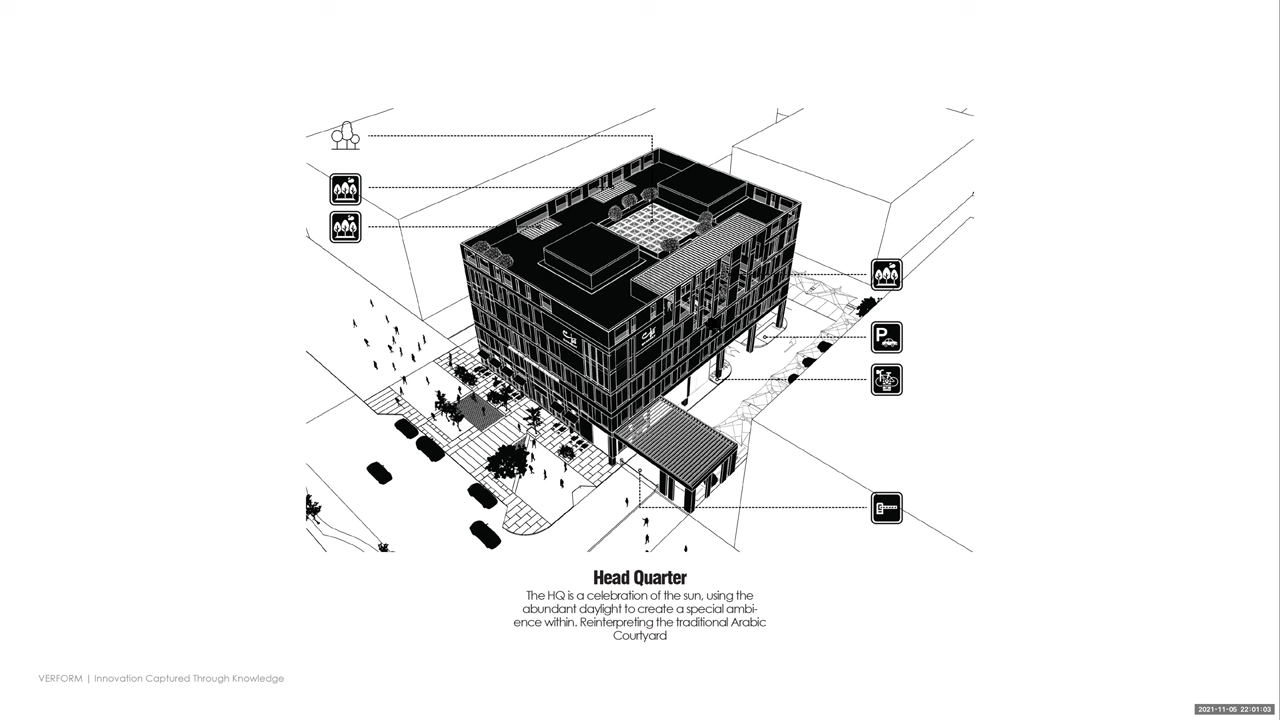 P
Head Quarter
The HQ is a celebration of the sun, using the
abundant daylight to create a special ambi-
ence within. Reinterpreting the traditional Arabic
Courtyard
VERFORM | Innovation Captured Through Knowledge
2021-11-05 22:01:03